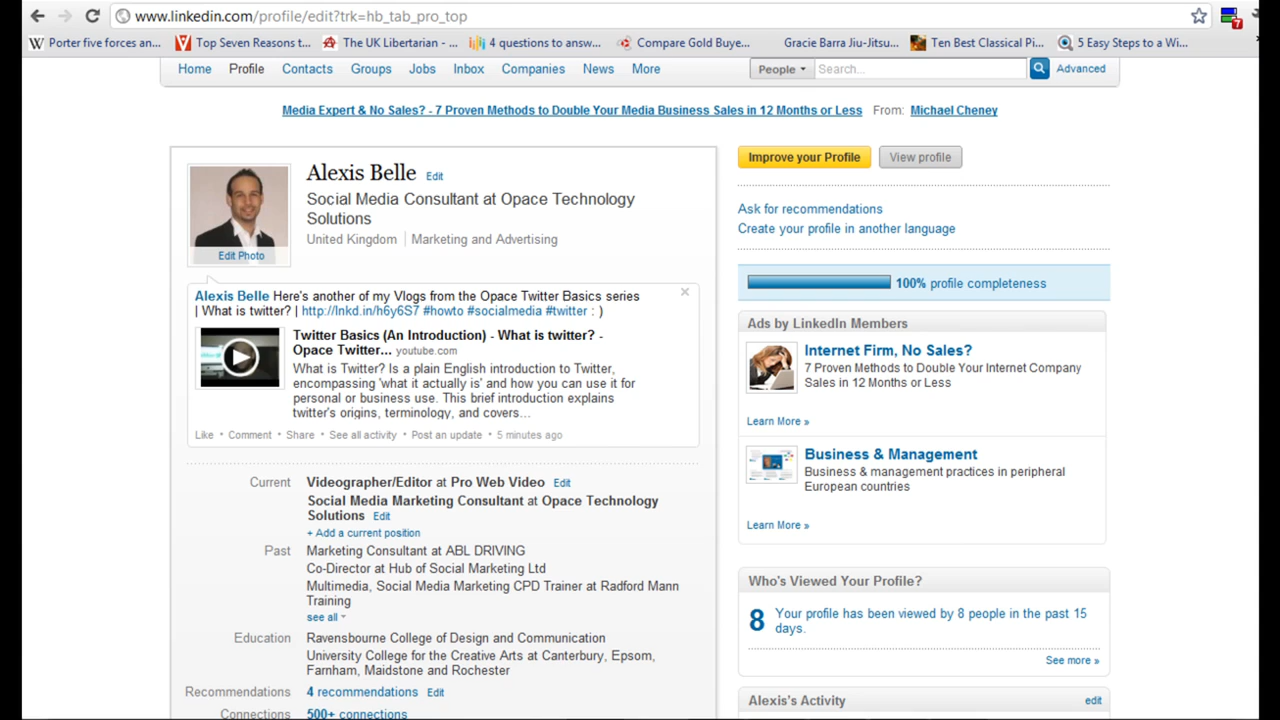 www.linkedin.com/profile/edit?trk=hb_tab_pro_top
7
W Porter five forces an...
Top Seven Reasons t...
The UK Libertarian - ...
4 questions to answ...
Compare Gold Buye...
Gracie Barra Jiu-Jitsu...
Ten Best Classical Pi...
5 Easy Steps to a Wi...
Home Profile Contacts Groups Jobs Inbox Companies News More
People Search... Advanced
Media Expert & No Sales? - 7 Proven Methods to Double Your Media Business Sales in 12 Months or Less From: Michael Cheney
Alexis Belle Edit
Social Media Consultant at Opace Technology
Solutions
United Kingdom | Marketing and Advertising
Edit Photo
Alexis Belle Here's another of my Vlogs from the Opace Twitter Basics series
| What is twitter? | http://lnkd.in/h6y6S7 #howto #socialmedia #twitter : )
Twitter Basics (An Introduction) - What is twitter? -
Opace Twitter... youtube.com
What is Twitter? Is a plain English introduction to Twitter,
encompassing 'what it actually is' and how you can use it for
personal or business use. This brief introduction explains
twitter's origins, terminology, and covers...
Like • Comment • Share • See all activity • Post an update • 5 minutes ago
Current Videographer/Editor at Pro Web Video Edit
Social Media Marketing Consultant at Opace Technology
Solutions Edit
+ Add a current position
Past Marketing Consultant at ABL DRIVING
Co-Director at Hub of Social Marketing Ltd
Multimedia, Social Media Marketing CPD Trainer at Radford Mann
Training
see all
Education Ravensbourne College of Design and Communication
University College for the Creative Arts at Canterbury, Epsom,
Farnham, Maidstone and Rochester
Recommendations 4 recommendations Edit
Connections 500+ connections
Improve your Profile View profile
Ask for recommendations
Create your profile in another language
100% profile completeness
Ads by LinkedIn Members
Internet Firm, No Sales?
7 Proven Methods to Double Your Internet Company
Sales in 12 Months or Less
Learn More »
Business & Management
Business & management practices in peripheral
European countries
Learn More »
Who's Viewed Your Profile?
8 Your profile has been viewed by 8 people in the past 15
days.
See more »
Alexis's Activity edit